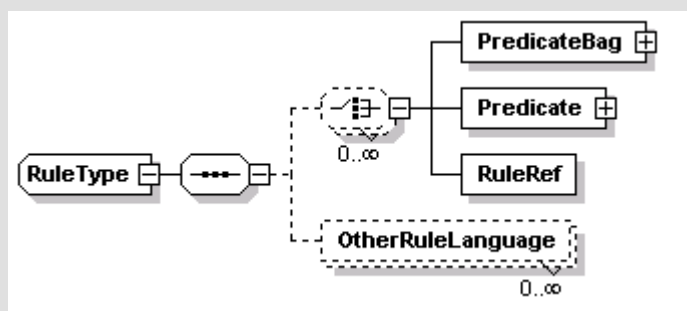 PredicateBag
Predicate
0..∞
RuleType
RuleRef
OtherRuleLanguage
0..∞